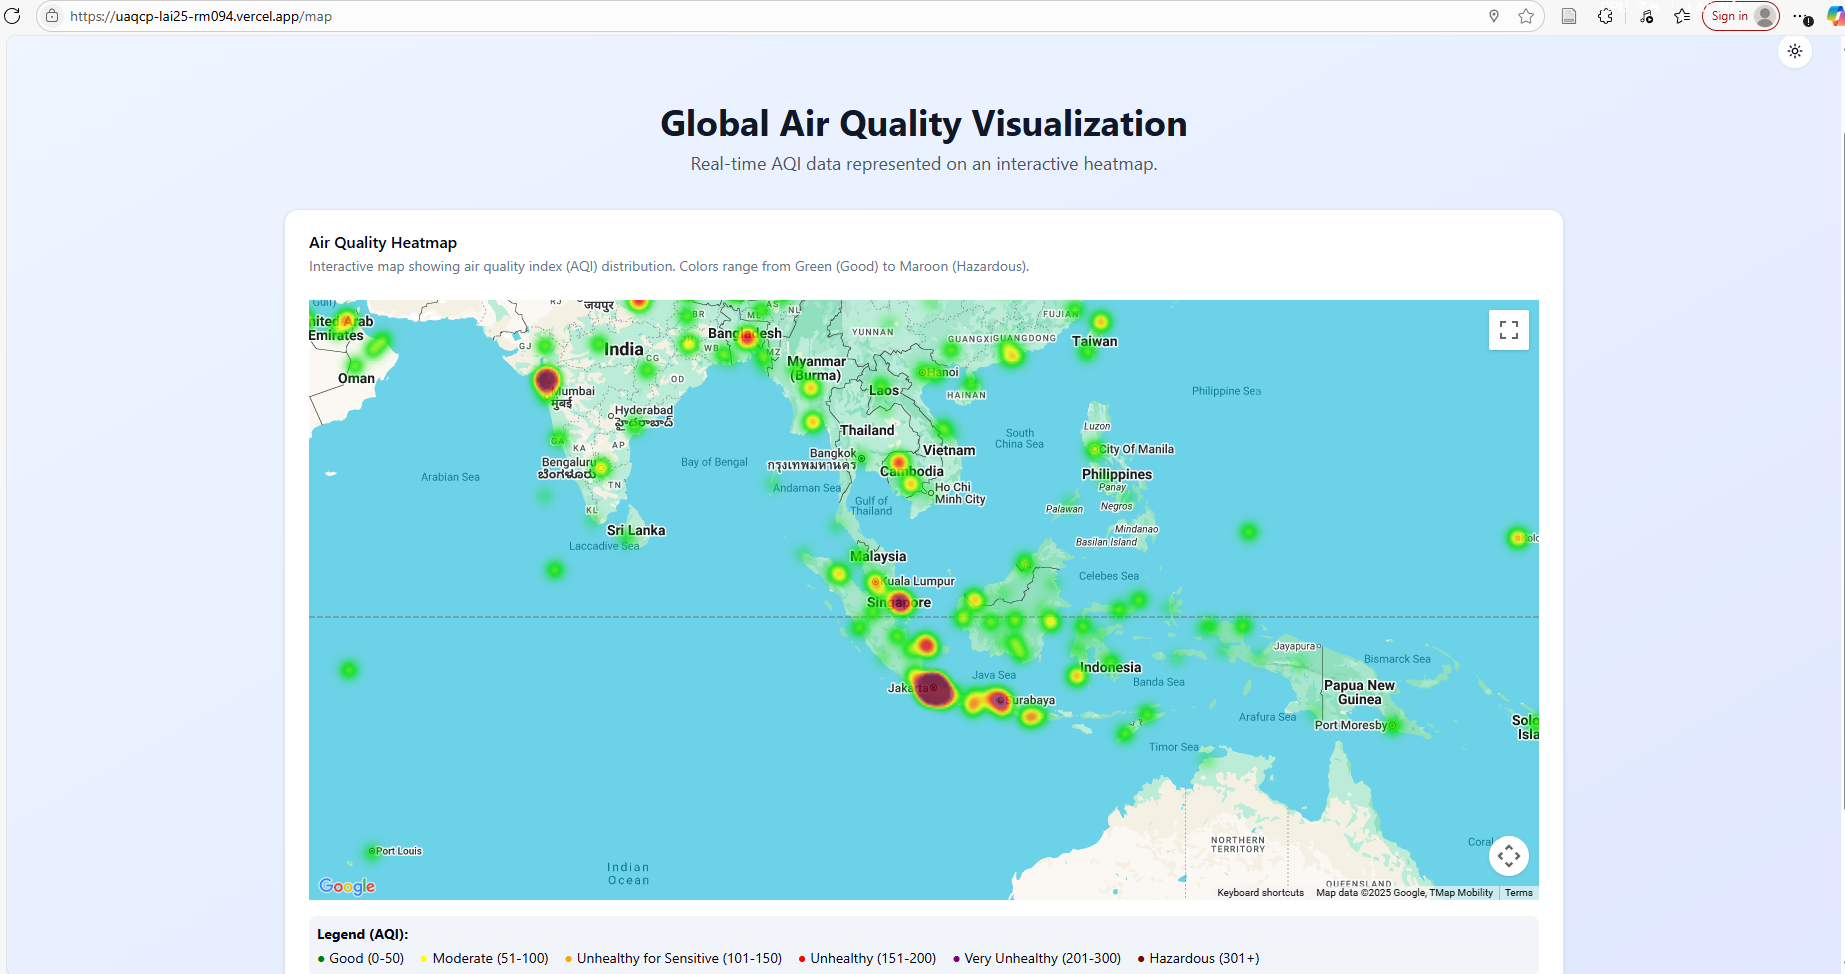 https://uaqcp-lai25-rm094.vercel.app/map
Sign in
Global Air Quality Visualization
Real-time AQI data represented on an interactive heatmap.
Air Quality Heatmap
Interactive map showing air quality index (AQI) distribution. Colors range from Green (Good) to Maroon (Hazardous).
Gulf)
RJ
जयपुर
BR
AS
ML
NL
FUJIAN
nited Arab
Emirates
Bangladesh
YUNNAN
GUANGXI
GUANGDONG
Taiwan
GJ
India
CG
WB
MZ
Myanmar
(Burma)
Hanoi
Oman
OD
Laos
HAINAN
Philippine Sea
Mumbai
मुंबई
Hyderabad
హైదరాబాద్
Thailand
Luzon
South
China Sea
GA
KA
AP
Vietnam
City Of Manila
Bangkok
กรุงเทพมหานคร
Bay of Bengal
Bengaluru
ಬೆಂಗಳೂರು
Cambodia
Arabian Sea
TN
Andaman Sea
Ho Chi
Minh City
Philippines
Panay
KL
Gulf of
Thailand
Palawan
Negros
Sri Lanka
Mindanao
Laccadive Sea
Basilan Island
Malaysia
Celebes Sea
Kuala Lumpur
Singapore
Jayapura
Bismarck Sea
Indonesia
Java Sea
Banda Sea
Jakarta
Papua New
Guinea
Surabaya
Arafura Sea
Port Moresby
Solo
Isla
Timor Sea
NORTHERN
TERRITORY
Coral
Port Louis
Indian
Ocean
QUEENSLAND
Google
Keyboard shortcuts
Map data ©2025 Google, TMap Mobility
Terms
Legend (AQI):
Good (0-50) Moderate (51-100) Unhealthy for Sensitive (101-150) Unhealthy (151-200) Very Unhealthy (201-300) Hazardous (301+)